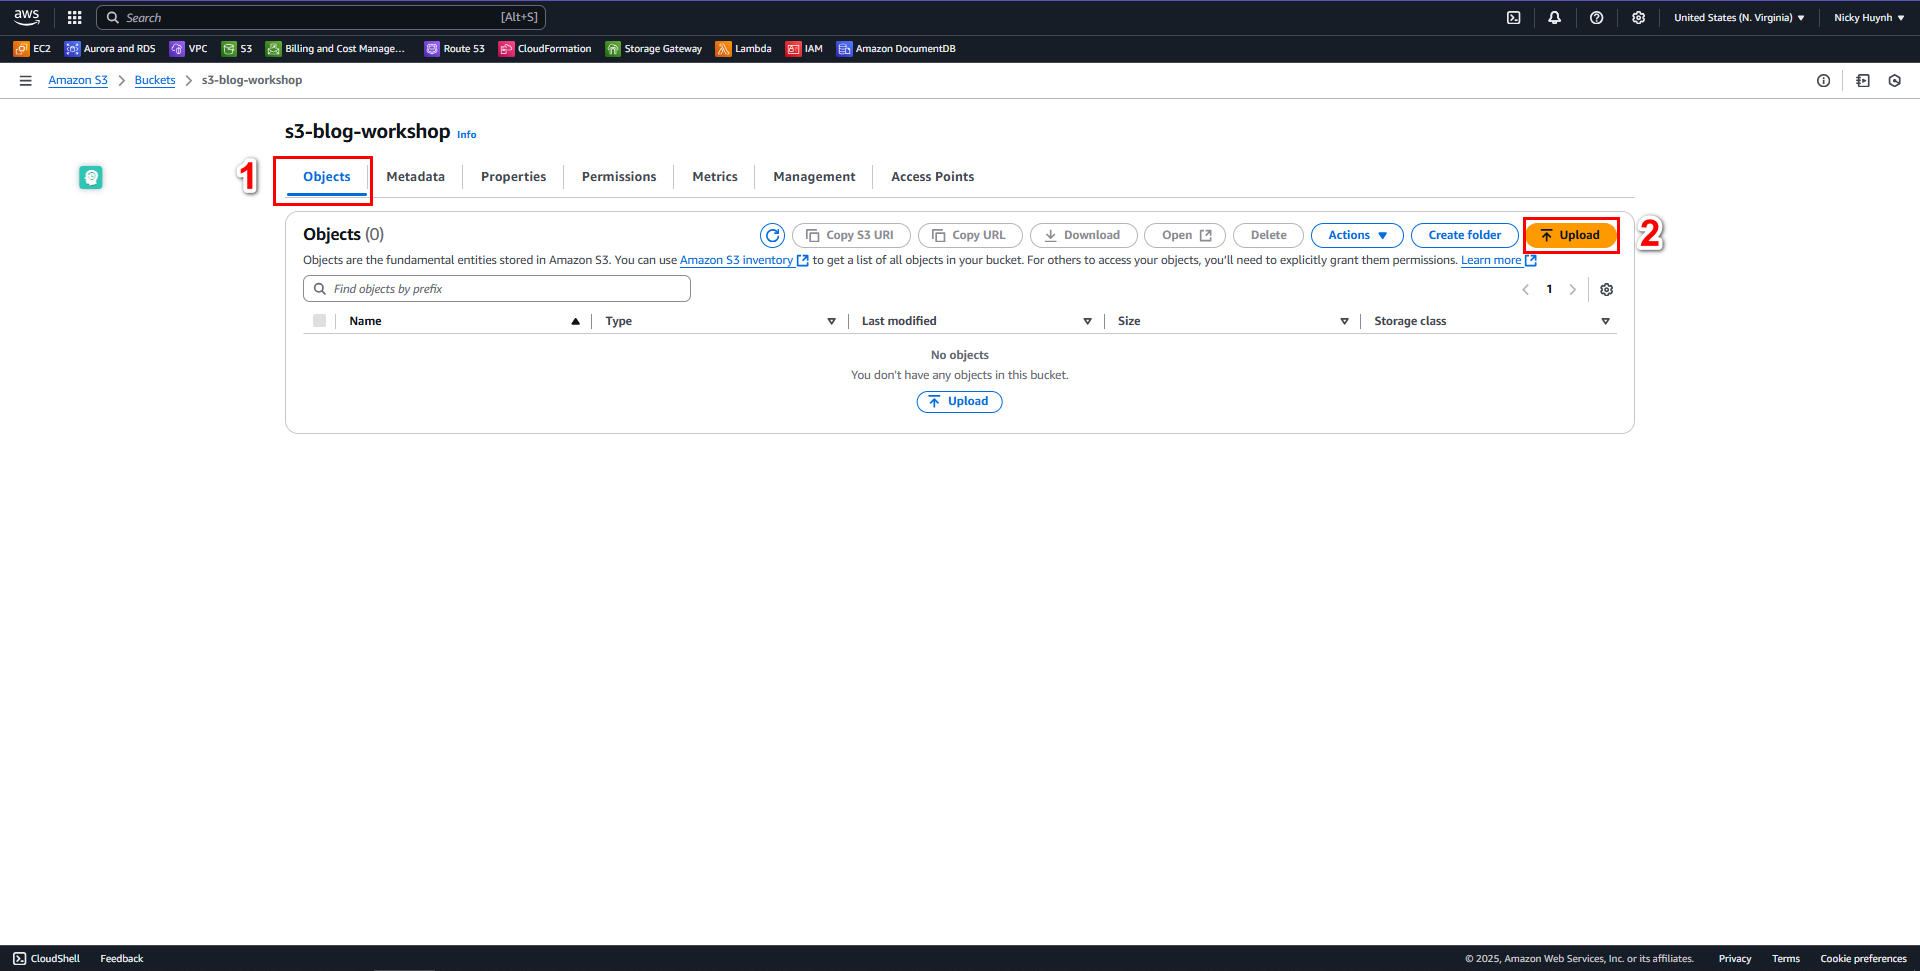 aws Search [Alt+S] United States (N. Virginia) Nicky Huynh
EC2 Aurora and RDS VPC S3 Billing and Cost Manage... Route 53 CloudFormation Storage Gateway Lambda IAM Amazon DocumentDB
Amazon S3 Buckets s3-blog-workshop
s3-blog-workshop Info
1 Objects Metadata Properties Permissions Metrics Management Access Points
Objects (0) Copy S3 URI Copy URL Download Open Delete Actions Create folder Upload 2
Objects are the fundamental entities stored in Amazon S3. You can use Amazon S3 inventory to get a list of all objects in your bucket. For others to access your objects, you'll need to explicitly grant them permissions. Learn more
Find objects by prefix 1
Name Type Last modified Size Storage class
No objects
You don't have any objects in this bucket.
Upload
CloudShell Feedback © 2025, Amazon Web Services, Inc. or its affiliates. Privacy Terms Cookie preferences